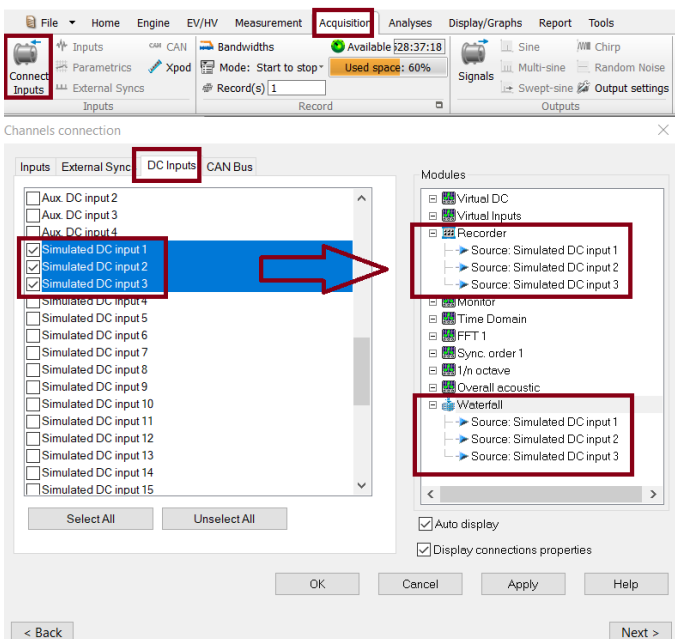 File Home Engine EV/HV Measurement Acquisition Analyses Display/Graphs Report Tools
Connect Inputs
Inputs CAN CAN
Parametrics Xpod
External Syncs
Inputs
Bandwidths
Mode: Start to stop
Record(s) 1
Available 528:37:18
Used space: 60%
Record
Signals
Sine Chirp
Multi-sine Random Noise
Swept-sine Output settings
Outputs
Channels connection
Inputs External Sync DC Inputs CAN Bus
Aux. DC input 2
Aux. DC input 3
Aux. DC input 4
Simulated DC input 1
Simulated DC input 2
Simulated DC input 3
Simulated DC input 4
Simulated DC input 5
Simulated DC input 6
Simulated DC input 7
Simulated DC input 8
Simulated DC input 9
Simulated DC input 10
Simulated DC input 11
Simulated DC input 12
Simulated DC input 13
Simulated DC input 14
Simulated DC input 15
Select All Unselect All
Modules
Virtual DC
Virtual Inputs
Recorder
Source: Simulated DC input 1
Source: Simulated DC input 2
Source: Simulated DC input 3
Monitor
Time Domain
FFT 1
Sync. order 1
1/n octave
Overall acoustic
Waterfall
Source: Simulated DC input 1
Source: Simulated DC input 2
Source: Simulated DC input 3
Auto display
Display connections properties
OK Cancel Apply Help
< Back Next >